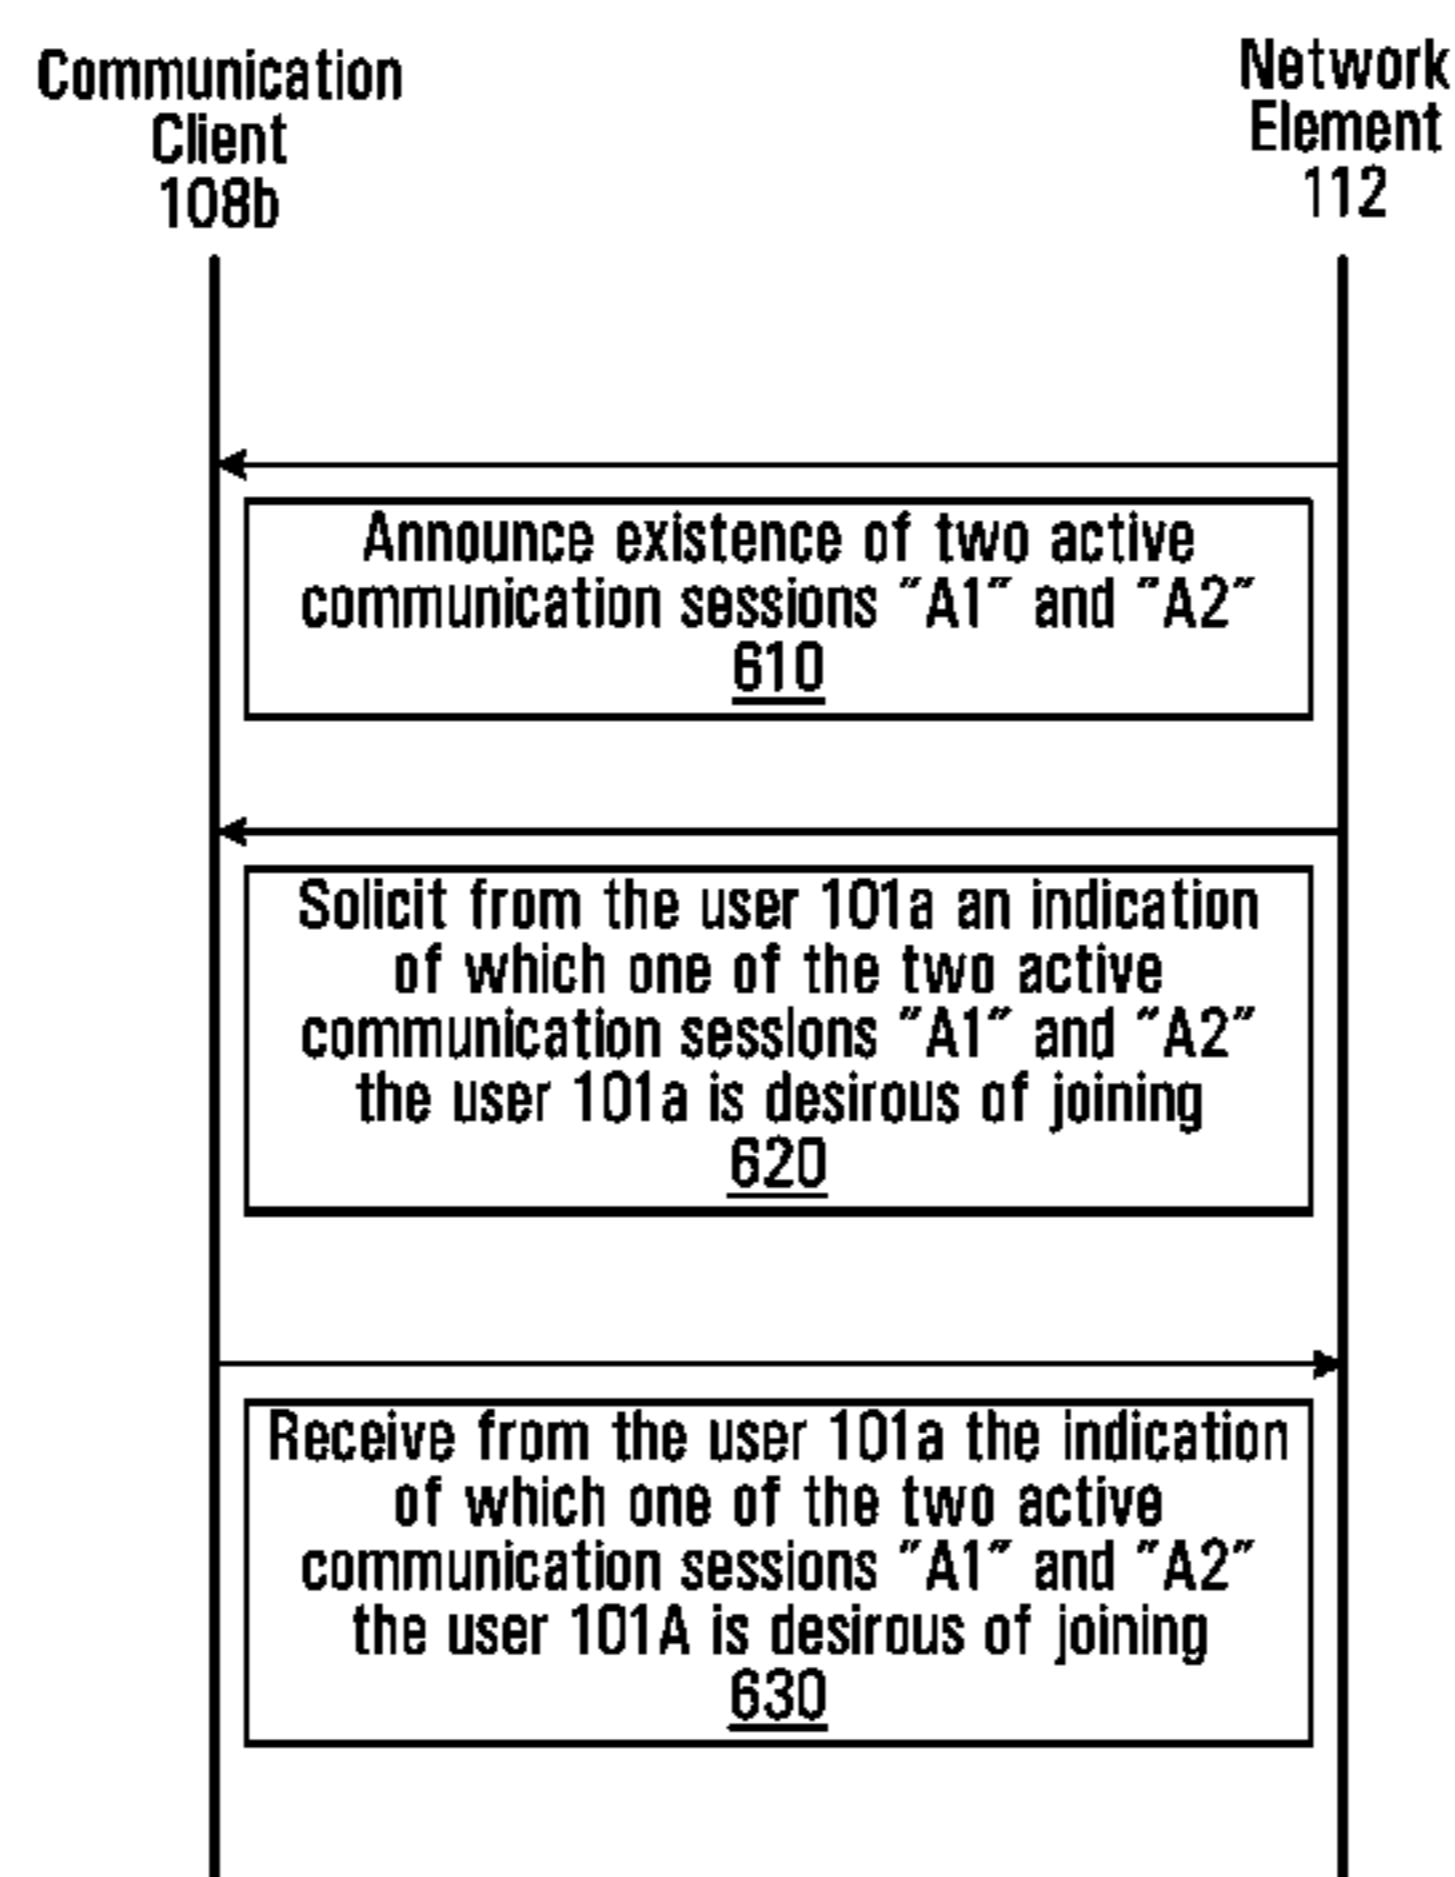 Communication
Client
108b
Network
Element
112
Announce existence of two active
communication sessions "A1" and "A2"
610
Solicit from the user 101a an indication
of which one of the two active
communication sessions "A1" and "A2"
the user 101a is desirous of joining
620
Receive from the user 101a the indication
of which one of the two active
communication sessions "A1" and "A2"
the user 101A is desirous of joining
630